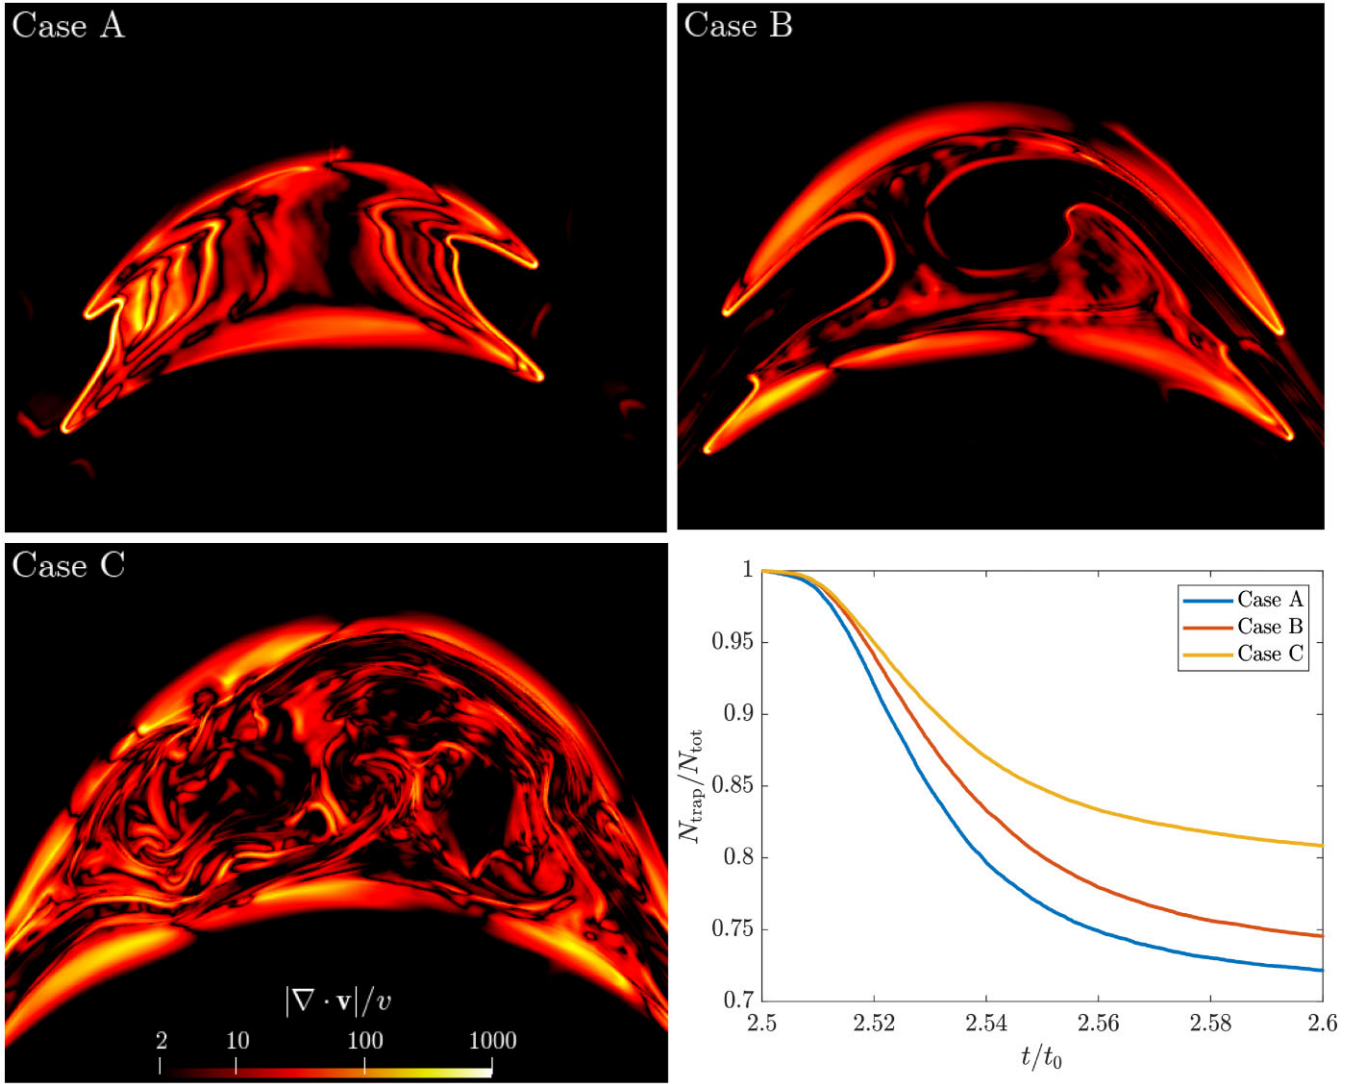 Case A
Case B
Case C
|∇ · v|/v
2 10 100 1000
1
0.95
0.9
0.85
0.8
0.75
0.7
N_trap/N_tot
Case A
Case B
Case C
2.5 2.52 2.54 2.56 2.58 2.6
t/t_0